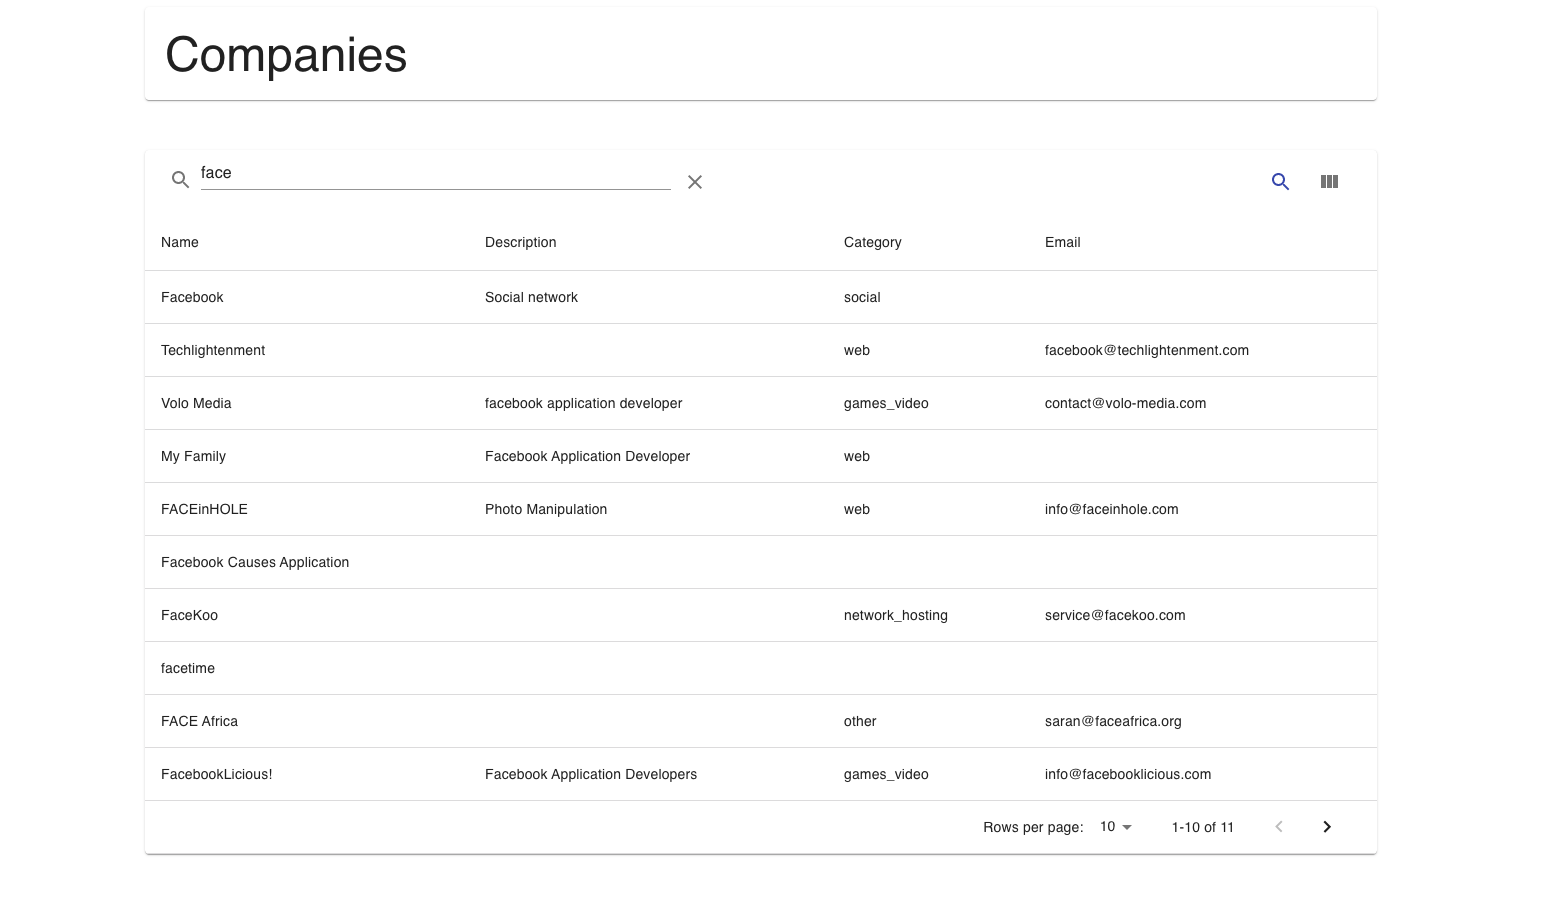 Companies
face
Name Description Category Email
Facebook Social network social
Techlightenment web facebook@techlightenment.com
Volo Media facebook application developer games_video contact@volo-media.com
My Family Facebook Application Developer web
FACEinHOLE Photo Manipulation web info@faceinhole.com
Facebook Causes Application
FaceKoo network_hosting service@facekoo.com
facetime
FACE Africa other saran@faceafrica.org
FacebookLicious! Facebook Application Developers games_video info@facebooklicious.com
Rows per page: 10 1-10 of 11